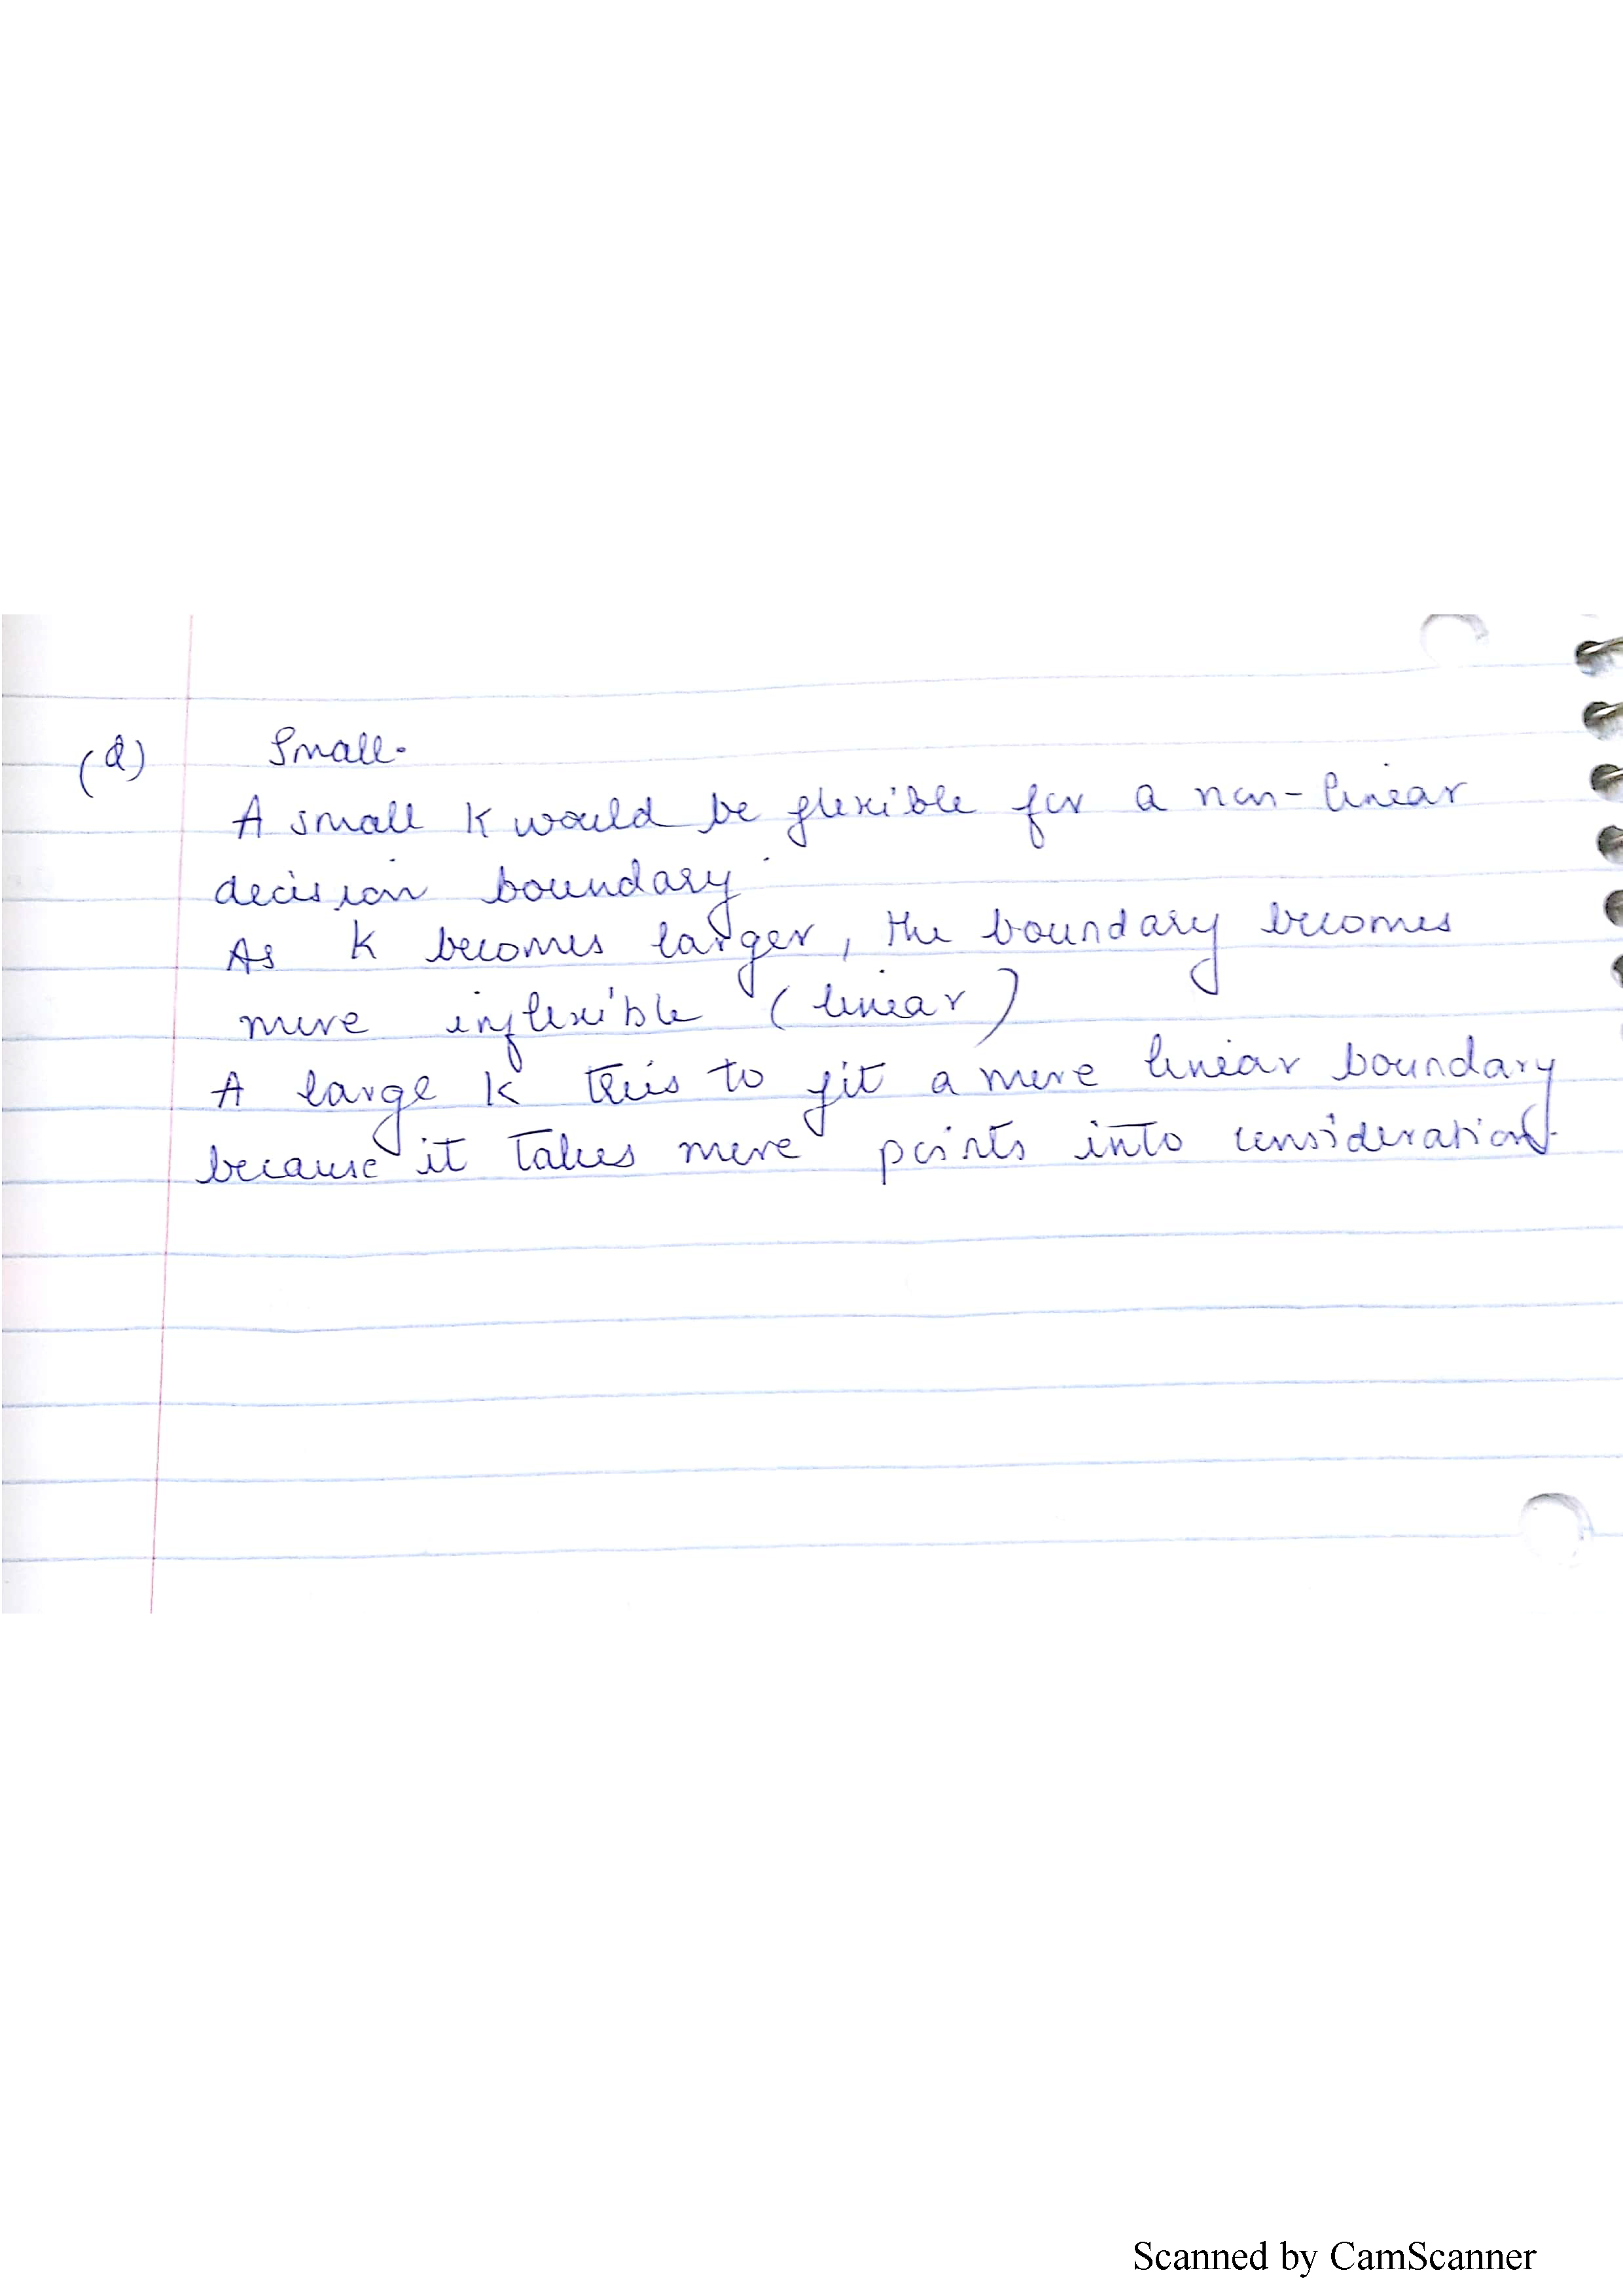 (d) Small.
A small K would be flexible for a non-linear
decision boundary.
As K becomes larger, the boundary becomes
more inflexible (linear)
A large K tries to fit a more linear boundary
because it takes more points into consideration.
Scanned by CamScanner